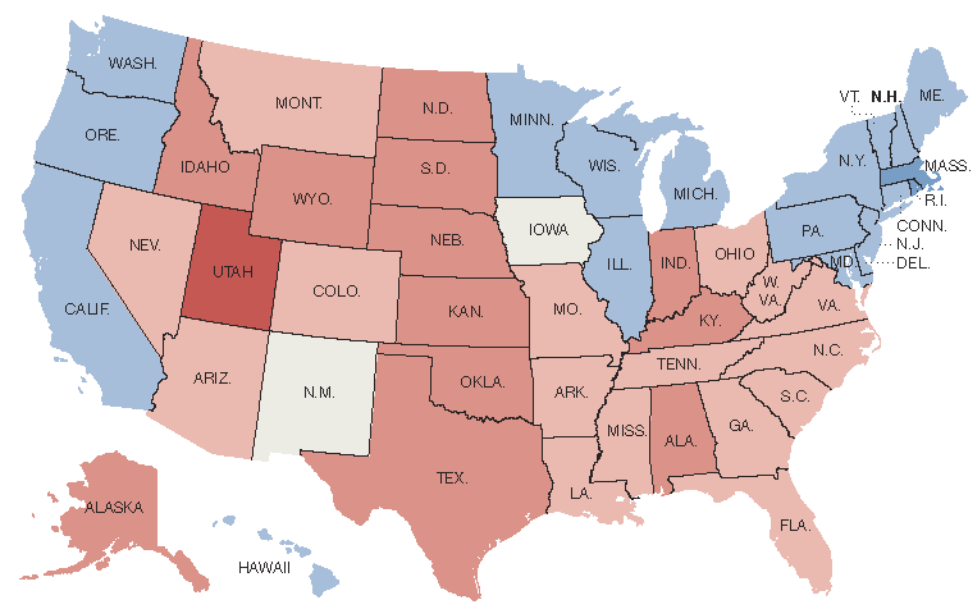 WASH.
ORE.
CALIF.
NEV.
IDAHO
MONT.
WYO.
UTAH
COLO.
ARIZ.
N.M.
N.D.
S.D.
NEB.
KAN.
OKLA.
TEX.
MINN.
IOWA
MO.
ARK.
LA.
WIS.
ILL.
MICH.
IND.
OHIO
KY.
TENN.
MISS.
ALA.
GA.
FLA.
S.C.
N.C.
VA.
W.
VA.
PA.
MD.
N.Y.
VT.
N.H.
ME.
MASS.
R.I.
CONN.
N.J.
DEL.
ALASKA
HAWAII